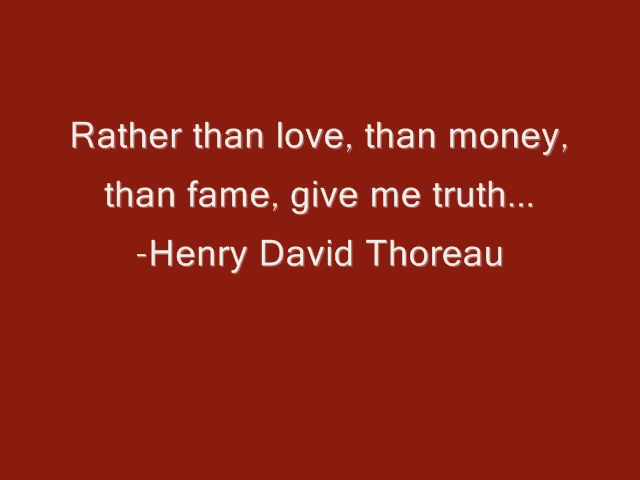 Rather than love, than money,
than fame, give me truth...
-Henry David Thoreau